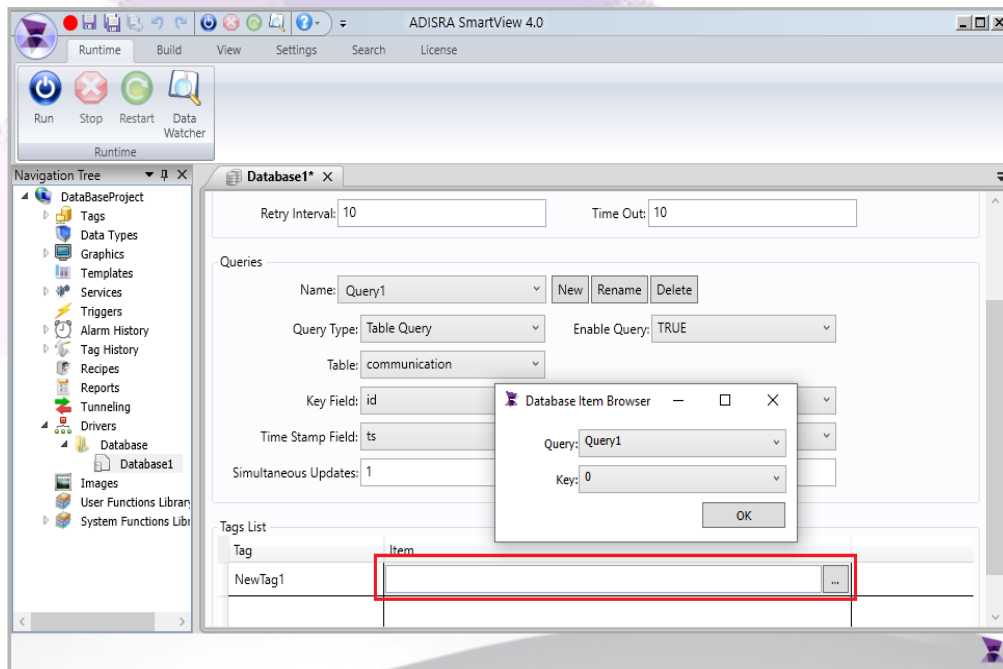 ADISRA SmartView 4.0
Runtime Build View Settings Search License
Run Stop Restart Data Watcher
Runtime
Navigation Tree
DataBaseProject
Tags
Data Types
Graphics
Templates
Services
Triggers
Alarm History
Tag History
Recipes
Reports
Tunneling
Drivers
Database
Database1
Images
User Functions Librar
System Functions Libr
Database1*
Retry Interval: 10 Time Out: 10
Queries
Name: Query1 New Rename Delete
Query Type: Table Query Enable Query: TRUE
Table: communication
Key Field: id
Time Stamp Field: ts
Simultaneous Updates: 1
Database Item Browser
Query: Query1
Key: 0
OK
Tags List
Tag Item
NewTag1 ...